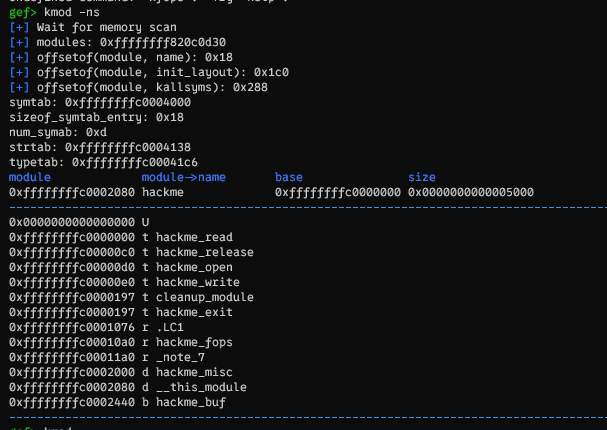 gef> kmod -ns
[+] Wait for memory scan
[+] modules: 0xffffffff820c0d30
[+] offsetof(module, name): 0x18
[+] offsetof(module, init_layout): 0x1c0
[+] offsetof(module, kallsyms): 0x288
symtab: 0xffffffffc0004000
sizeof_symtab_entry: 0x18
num_symab: 0xd
strtab: 0xffffffffc0004138
typetab: 0xffffffffc00041c6
module module->name base size
0xffffffffc0002080 hackme 0xffffffffc0000000 0x0000000000005000
0x0000000000000000 U
0xffffffffc0000000 t hackme_read
0xffffffffc00000c0 t hackme_release
0xffffffffc00000d0 t hackme_open
0xffffffffc00000e0 t hackme_write
0xffffffffc0000197 t cleanup_module
0xffffffffc0000197 t hackme_exit
0xffffffffc0001076 r .LC1
0xffffffffc00010a0 r hackme_fops
0xffffffffc00011a0 r _note_7
0xffffffffc0002000 d hackme_misc
0xffffffffc0002080 d __this_module
0xffffffffc0002440 b hackme_buf